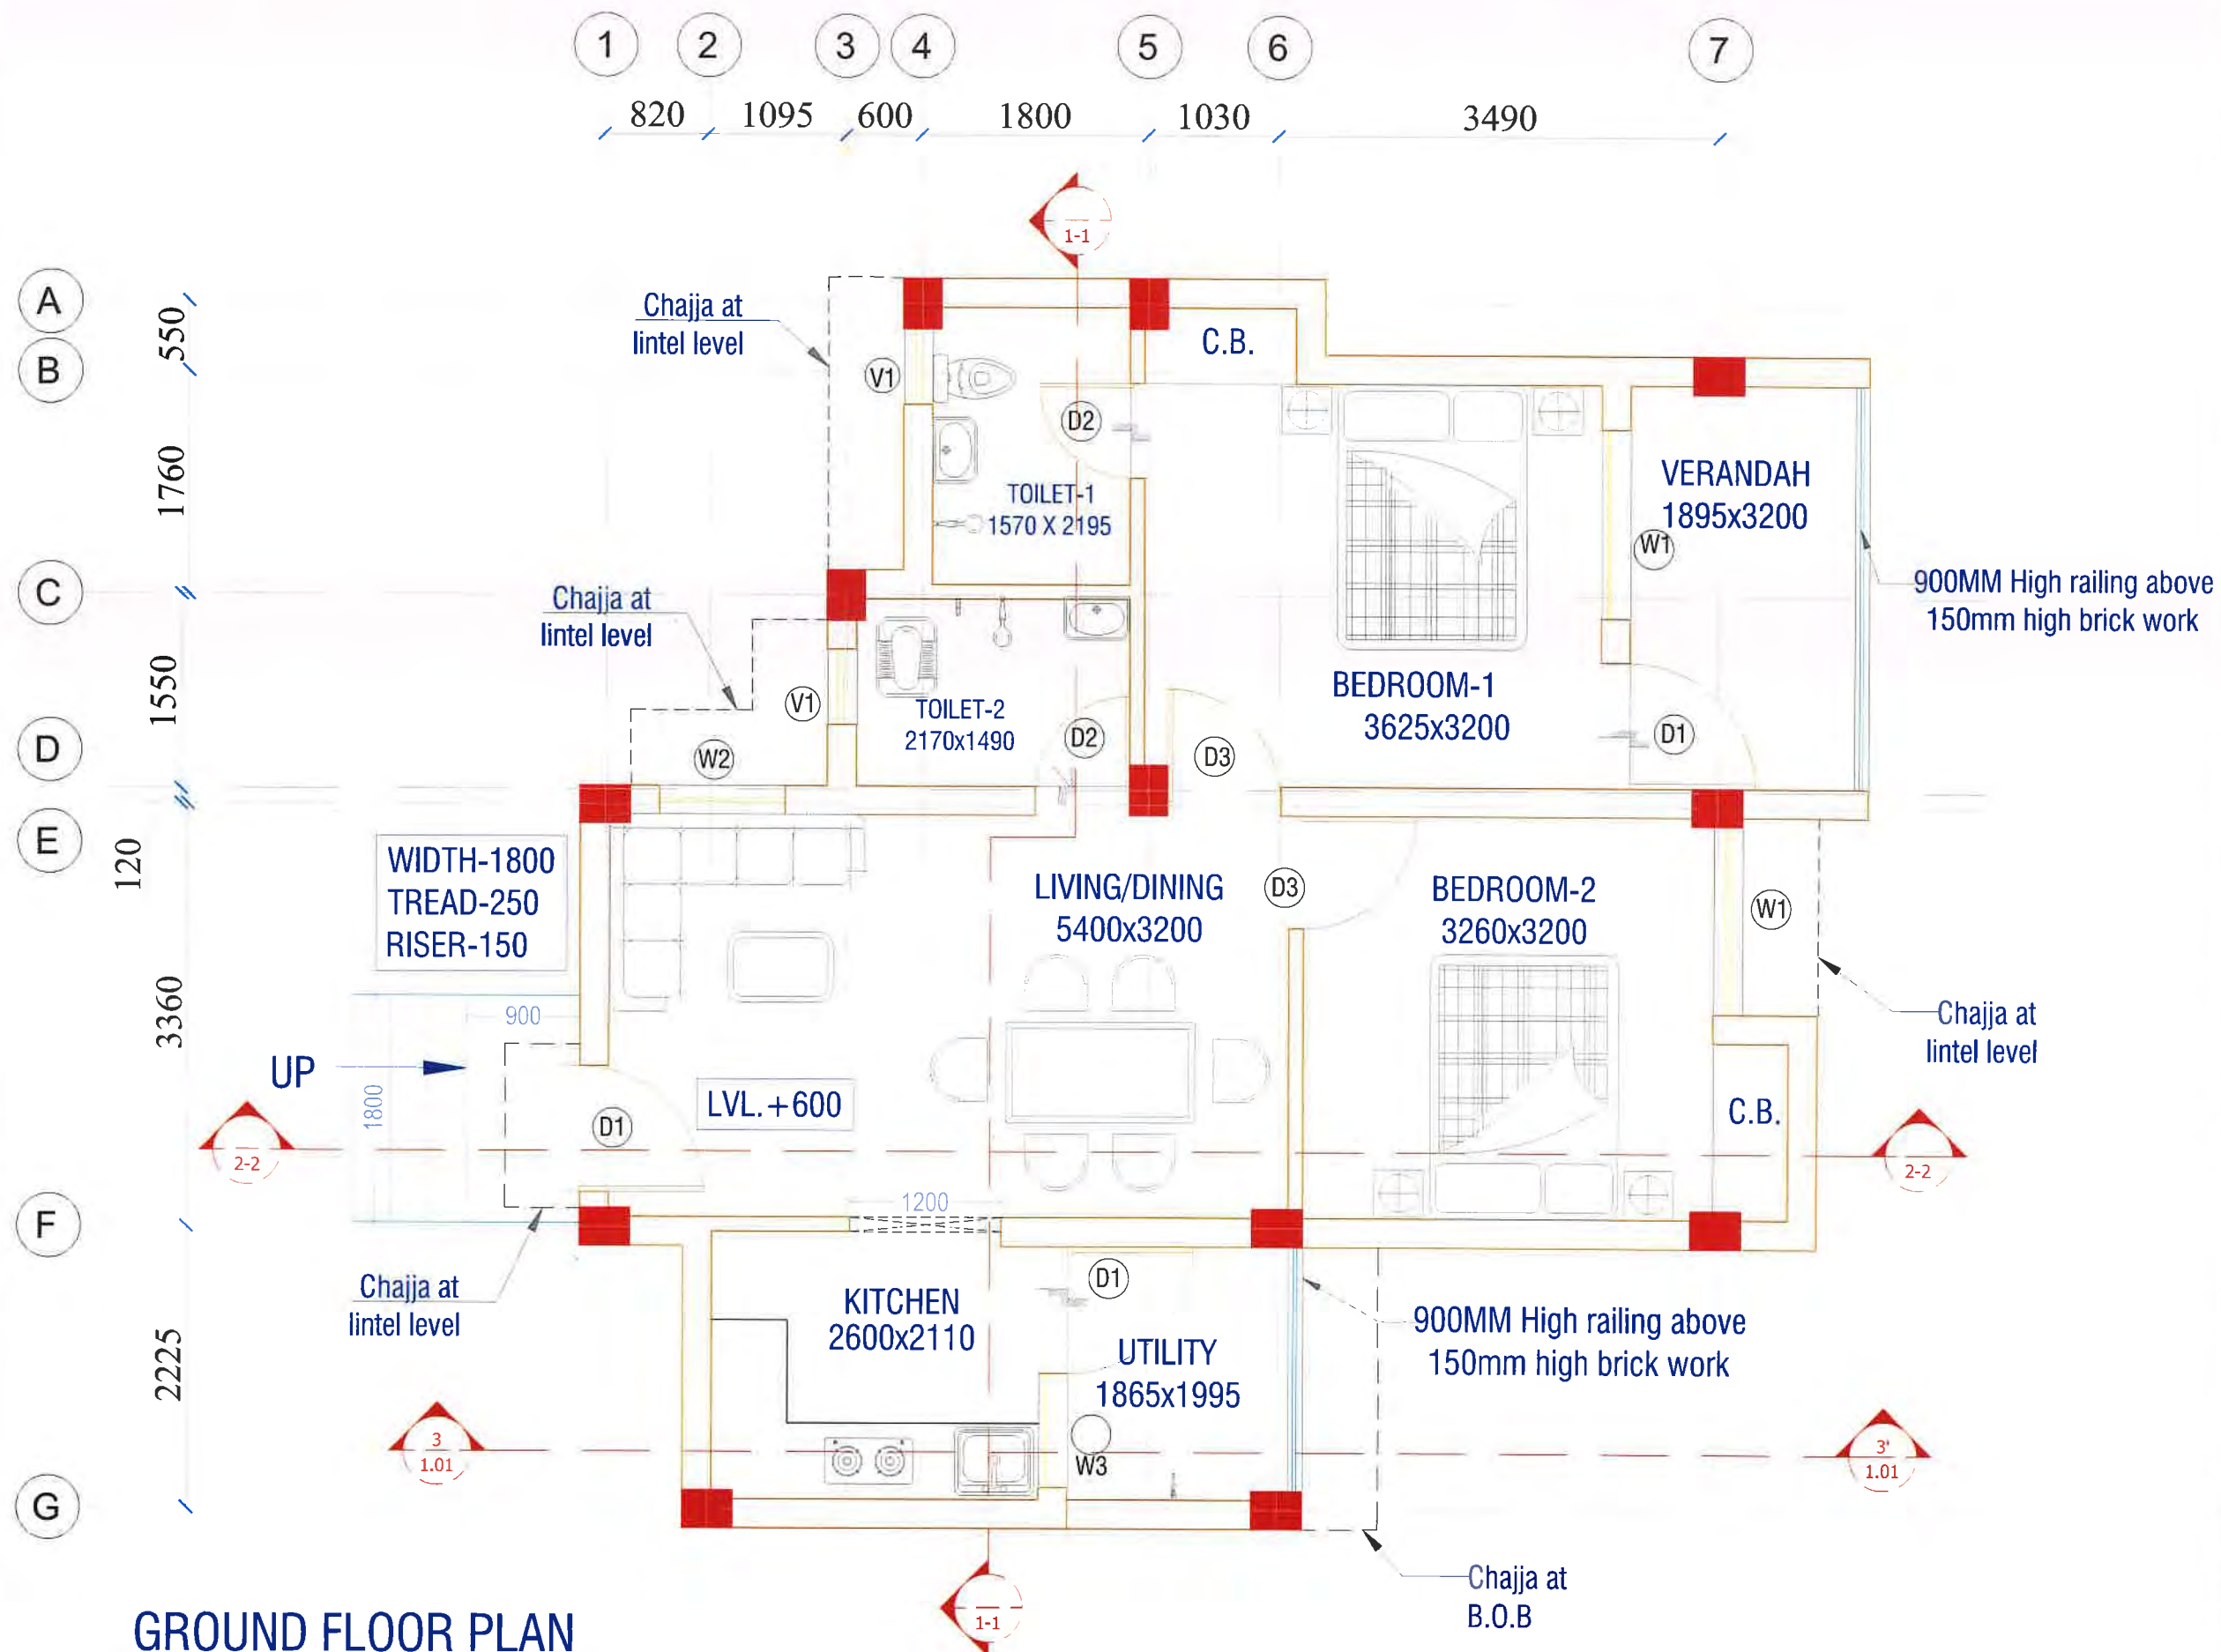 1 2 3 4 5 6 7
820 1095 600 1800 1030 3490
1-1
A
550
B
Chajja at
lintel level
C.B.
V1
D2
1760
VERANDAH
1895x3200
TOILET-1
1570 X 2195
W1
C
900MM High railing above
150mm high brick work
Chajja at
lintel level
1550
BEDROOM-1
3625x3200
V1
TOILET-2
2170x1490
D2
D3
D1
W2
D
E
120
WIDTH-1800
TREAD-250
RISER-150
LIVING/DINING
5400x3200
D3
BEDROOM-2
3260x3200
W1
3360
900
Chajja at
lintel level
UP
1800
LVL.+600
D1
C.B.
2-2
2-2
F
1200
Chajja at
lintel level
D1
KITCHEN
2600x2110
900MM High railing above
150mm high brick work
UTILITY
1865x1995
2225
3
1.01
W3
3'
1.01
G
Chajja at
B.O.B
1-1
GROUND FLOOR PLAN